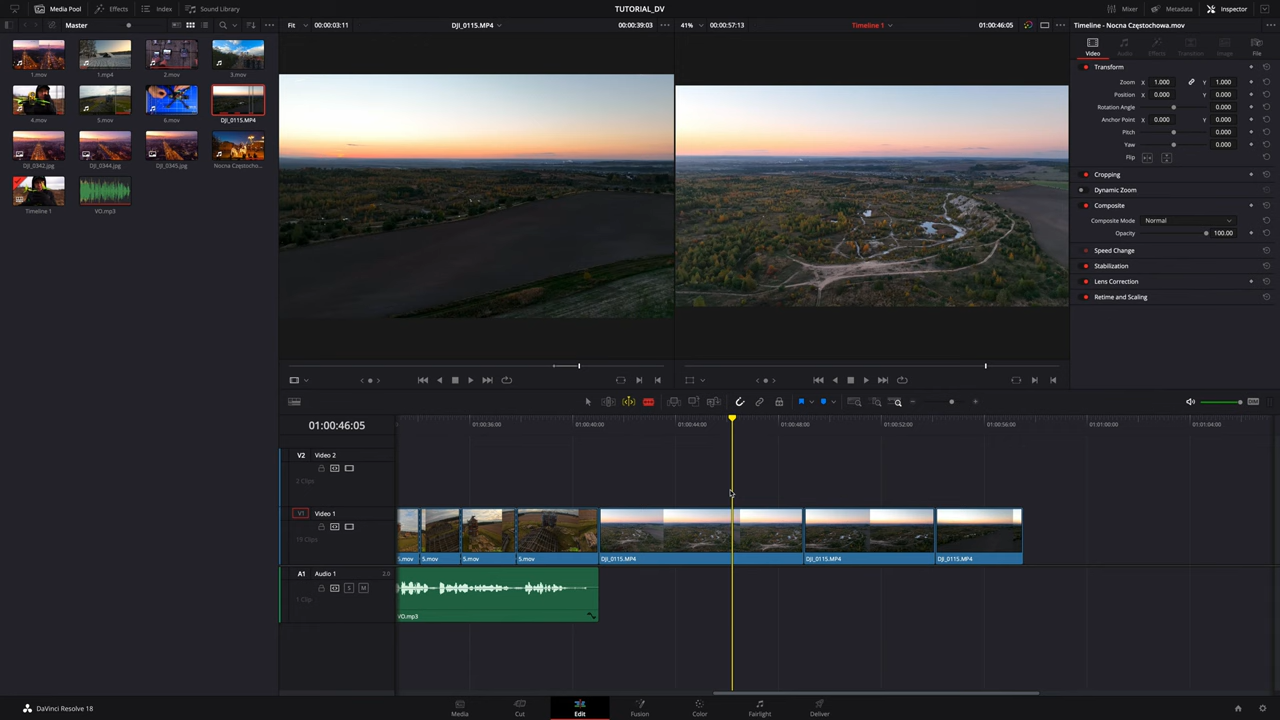 TUTORIAL_DV
Media Pool
Effects
Index
Sound Library
Mixer
Metadata
Inspector
Master
Fit
00:00:03:11
DJI_0115.MP4
00:00:39:03
41%
00:00:57:13
Timeline 1
01:00:46:05
Timeline - Nocna Częstochowa.mov
1.mov
1.mp4
2.mov
3.mov
4.mov
5.mov
6.mov
DJI_0115.MP4
DJI_0342.jpg
DJI_0344.jpg
DJI_0345.jpg
Nocna Częstocho...
Timeline 1
VO.mp3
Video
Audio
Effects
Transition
Image
File
Transform
Zoom X 1.000 Y 1.000
Position X 0.000 Y 0.000
Rotation Angle 0.000
Anchor Point X 0.000 Y 0.000
Pitch 0.000
Yaw 0.000
Flip
Cropping
Dynamic Zoom
Composite
Composite Mode Normal
Opacity 100.00
Speed Change
Stabilization
Lens Correction
Retime and Scaling
DIM
01:00:46:05
01:00:36:00
01:00:40:00
01:00:44:00
01:00:48:00
01:00:52:00
01:00:56:00
01:01:00:00
01:01:04:00
V2 Video 2
2 Clips
V1 Video 1
19 Clips
5.mov
5.mov
5.mov
5.mov
DJI_0115.MP4
DJI_0115.MP4
DJI_0115.MP4
A1 Audio 1 2.0
S M
1 Clip
VO.mp3
DaVinci Resolve 18
Media
Cut
Edit
Fusion
Color
Fairlight
Deliver